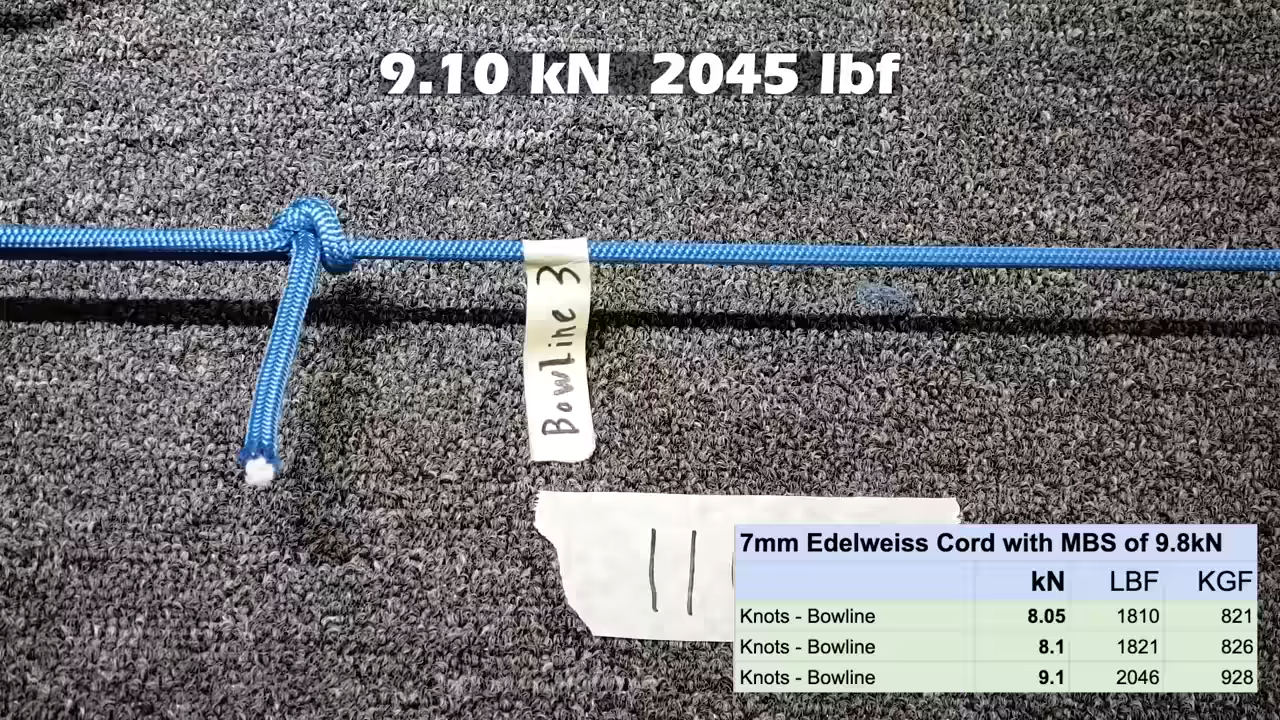 9.10 kN 2045 lbf
Bowline 3
11
7mm Edelweiss Cord with MBS of 9.8kN
kN LBF KGF
Knots - Bowline 8.05 1810 821
Knots - Bowline 8.1 1821 826
Knots - Bowline 9.1 2046 928